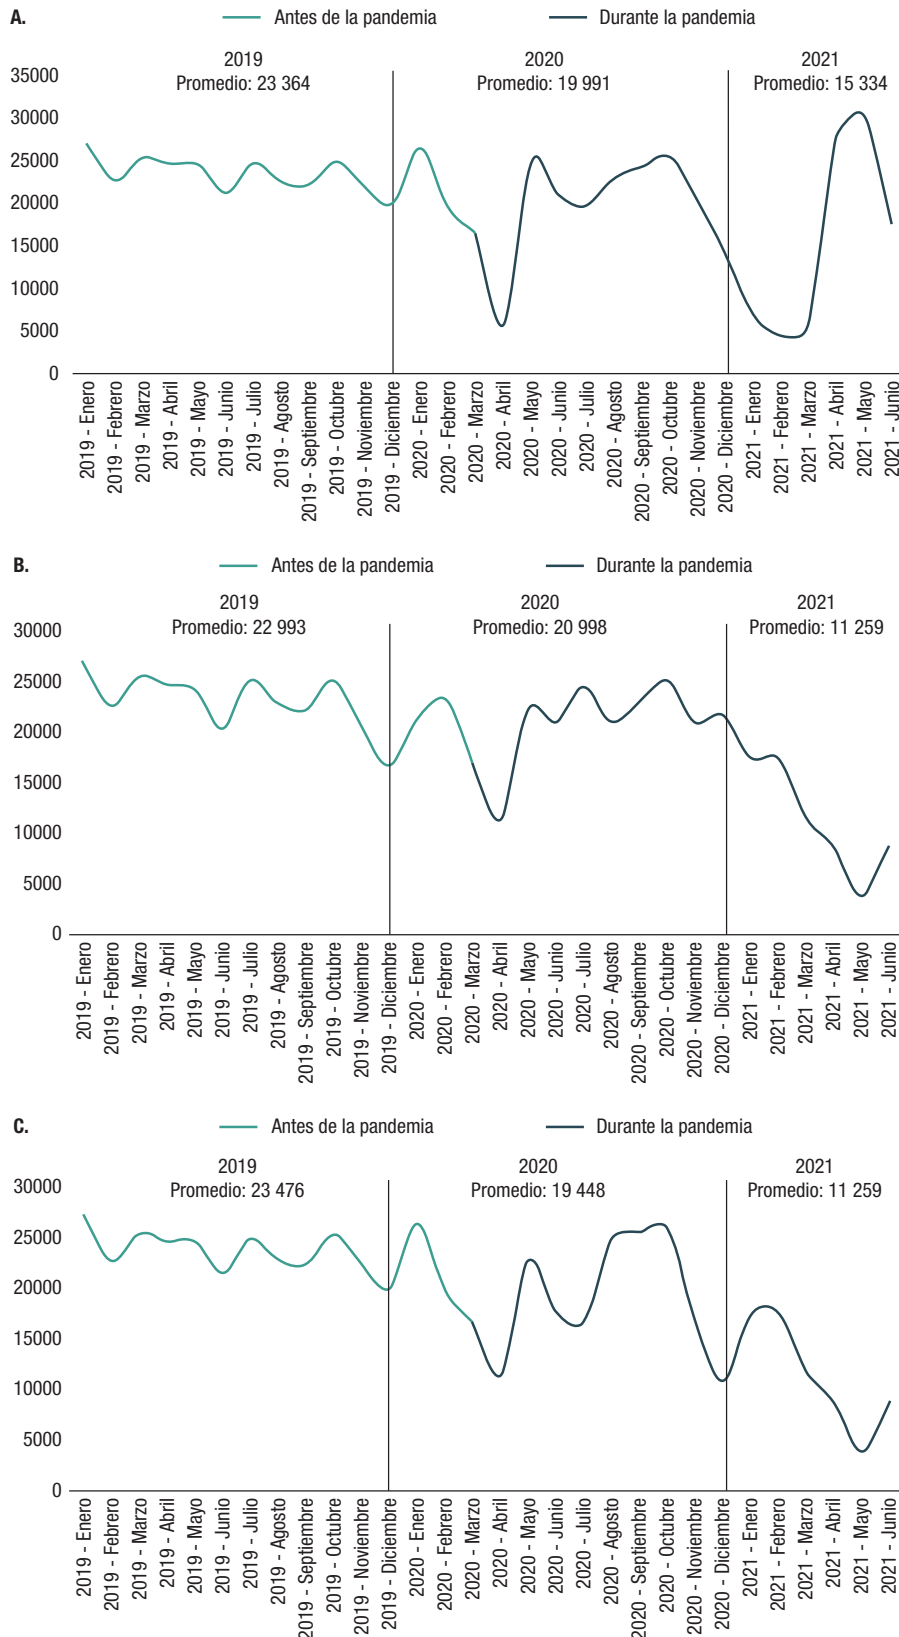 A.
Antes de la pandemia
Durante la pandemia
2019
Promedio: 23 364
2020
Promedio: 19 991
2021
Promedio: 15 334
35000
30000
25000
20000
15000
10000
5000
0
2019 - Enero
2019 - Febrero
2019 - Marzo
2019 - Abril
2019 - Mayo
2019 - Junio
2019 - Julio
2019 - Agosto
2019 - Septiembre
2019 - Octubre
2019 - Noviembre
2019 - Diciembre
2020 - Enero
2020 - Febrero
2020 - Marzo
2020 - Abril
2020 - Mayo
2020 - Junio
2020 - Julio
2020 - Agosto
2020 - Septiembre
2020 - Octubre
2020 - Noviembre
2020 - Diciembre
2021 - Enero
2021 - Febrero
2021 - Marzo
2021 - Abril
2021 - Mayo
2021 - Junio
B.
Antes de la pandemia
Durante la pandemia
2019
Promedio: 22 993
2020
Promedio: 20 998
2021
Promedio: 11 259
30000
25000
20000
15000
10000
5000
0
2019 - Enero
2019 - Febrero
2019 - Marzo
2019 - Abril
2019 - Mayo
2019 - Junio
2019 - Julio
2019 - Agosto
2019 - Septiembre
2019 - Octubre
2019 - Noviembre
2019 - Diciembre
2020 - Enero
2020 - Febrero
2020 - Marzo
2020 - Abril
2020 - Mayo
2020 - Junio
2020 - Julio
2020 - Agosto
2020 - Septiembre
2020 - Octubre
2020 - Noviembre
2020 - Diciembre
2021 - Enero
2021 - Febrero
2021 - Marzo
2021 - Abril
2021 - Mayo
2021 - Junio
C.
Antes de la pandemia
Durante la pandemia
2019
Promedio: 23 476
2020
Promedio: 19 448
2021
Promedio: 11 259
30000
25000
20000
15000
10000
5000
0
2019 - Enero
2019 - Febrero
2019 - Marzo
2019 - Abril
2019 - Mayo
2019 - Junio
2019 - Julio
2019 - Agosto
2019 - Septiembre
2019 - Octubre
2019 - Noviembre
2019 - Diciembre
2020 - Enero
2020 - Febrero
2020 - Marzo
2020 - Abril
2020 - Mayo
2020 - Junio
2020 - Julio
2020 - Agosto
2020 - Septiembre
2020 - Octubre
2020 - Noviembre
2020 - Diciembre
2021 - Enero
2021 - Febrero
2021 - Marzo
2021 - Abril
2021 - Mayo
2021 - Junio